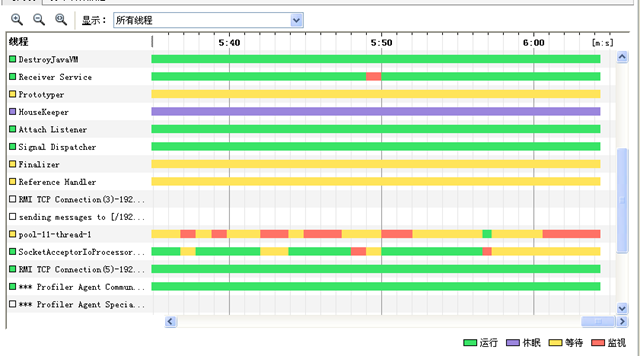 显示: 所有线程
线程 5:40 5:50 6:00 [m:s]
DestroyJavaVM
Receiver Service
Prototyper
HouseKeeper
Attach Listener
Signal Dispatcher
Finalizer
Reference Handler
RMI TCP Connection(3)-192...
sending messages to [/192...
pool-11-thread-1
SocketAcceptorIoProcessor...
RMI TCP Connection(5)-192...
*** Profiler Agent Commun...
*** Profiler Agent Specia...
运行 休眠 等待 监视